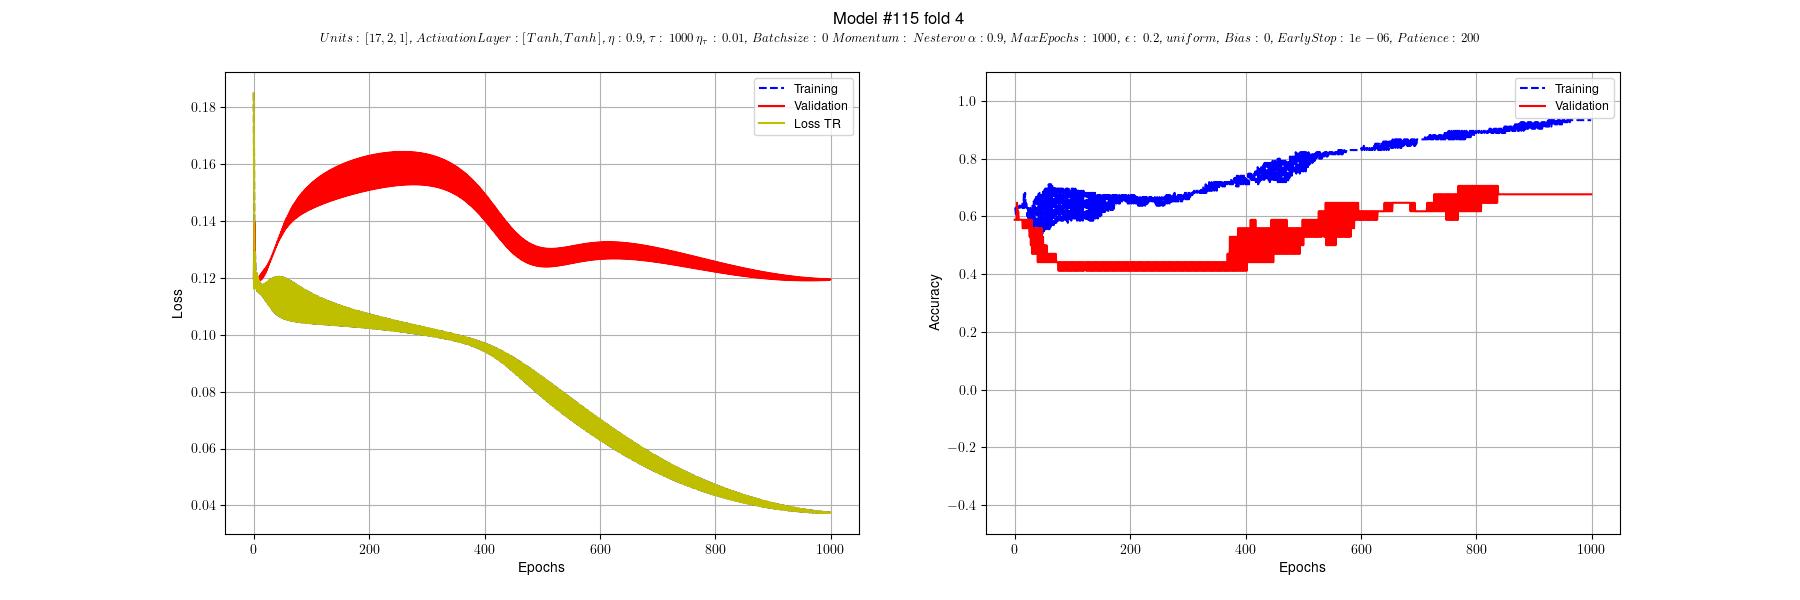 Model #115 fold 4
Units : [17, 2, 1], ActivationLayer : [Tanh, Tanh], η : 0.9, τ : 1000 η_τ : 0.01, Batchsize : 0 Momentum : Nesterov α : 0.9, MaxEpochs : 1000, ϵ : 0.2, uniform, Bias : 0, EarlyStop : 1e − 06, Patience : 200
Training
Validation
Loss TR
0.18
0.16
0.14
0.12
0.10
0.08
0.06
0.04
Loss
0 200 400 600 800 1000
Epochs
Training
Validation
1.0
0.8
0.6
0.4
0.2
0.0
−0.2
−0.4
Accuracy
0 200 400 600 800 1000
Epochs